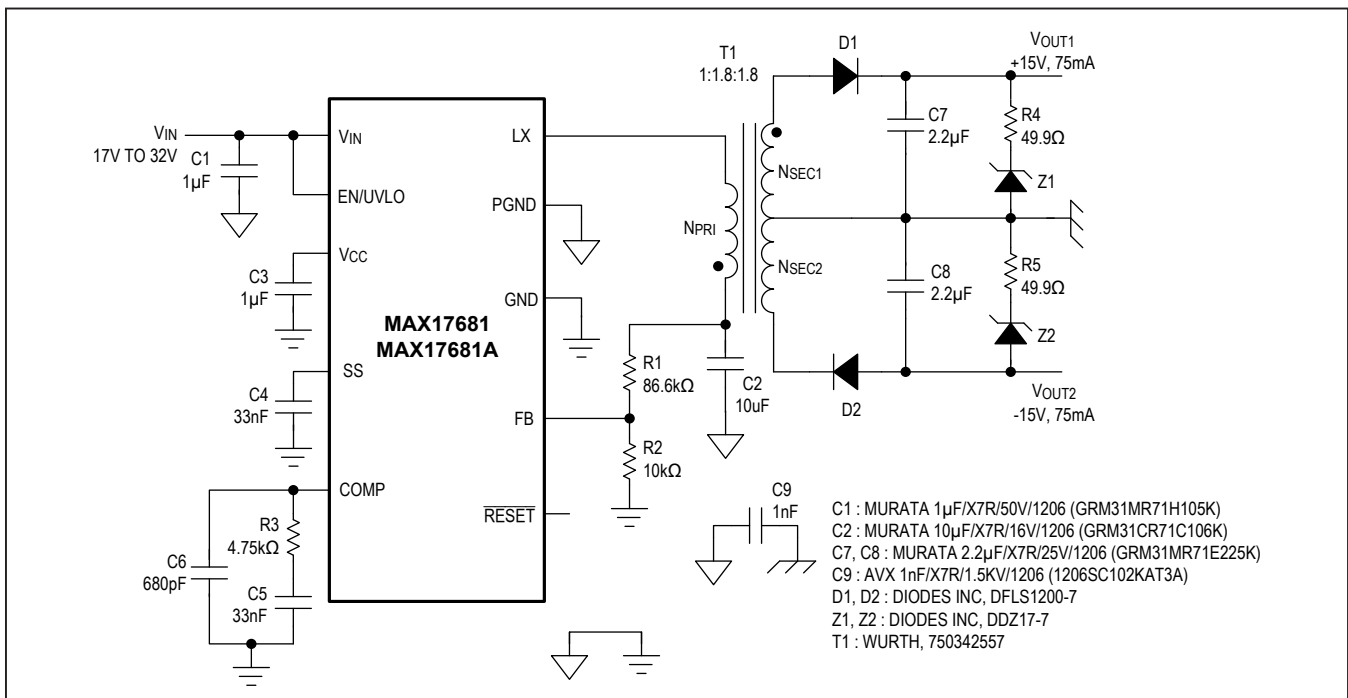 D1
VOUT1
+15V, 75mA
T1
1:1.8:1.8
VIN
17V TO 32V
C1
1µF
VIN
LX
C7
2.2µF
R4
49.9Ω
NSEC1
Z1
EN/UVLO
PGND
NPRI
VCC
C3
1µF
GND
NSEC2
C8
2.2µF
R5
49.9Ω
Z2
MAX17681
MAX17681A
SS
C4
33nF
R1
86.6kΩ
C2
10uF
D2
VOUT2
-15V, 75mA
FB
R2
10kΩ
COMP
R3
4.75kΩ
C6
680pF
C5
33nF
RESET
C9
1nF
C1 : MURATA 1µF/X7R/50V/1206 (GRM31MR71H105K)
C2 : MURATA 10µF/X7R/16V/1206 (GRM31CR71C106K)
C7, C8 : MURATA 2.2µF/X7R/25V/1206 (GRM31MR71E225K)
C9 : AVX 1nF/X7R/1.5KV/1206 (1206SC102KAT3A)
D1, D2 : DIODES INC, DFLS1200-7
Z1, Z2 : DIODES INC, DDZ17-7
T1 : WURTH, 750342557